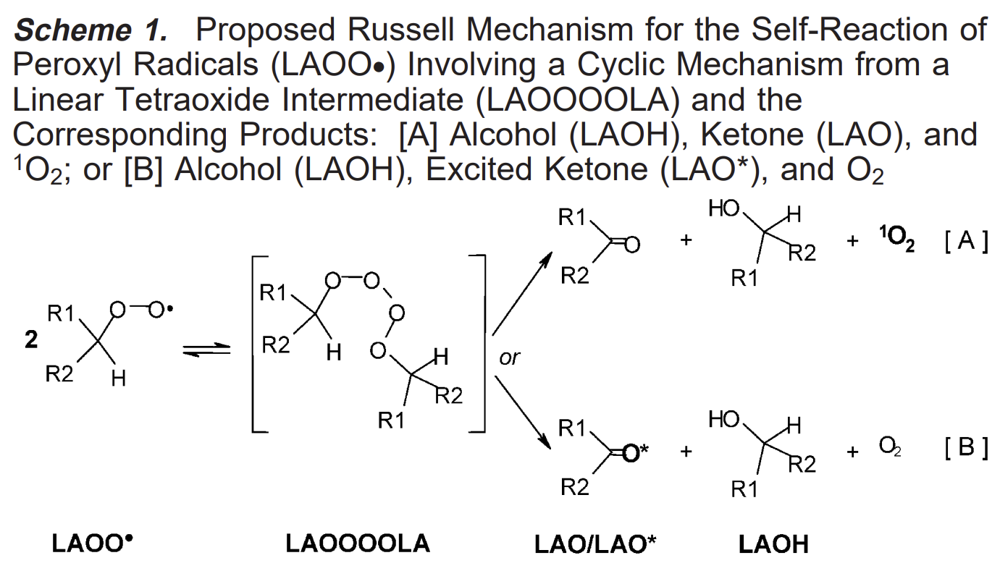 Scheme 1. Proposed Russell Mechanism for the Self-Reaction of
Peroxyl Radicals (LAOO•) Involving a Cyclic Mechanism from a
Linear Tetraoxide Intermediate (LAOOOOLA) and the
Corresponding Products: [A] Alcohol (LAOH), Ketone (LAO), and
¹O₂; or [B] Alcohol (LAOH), Excited Ketone (LAO*), and O₂
R1 O + HO H R2 R1 + ¹O₂ [ A ]
R2
2 R1 O O• R2 H
R1 O O O O R2 H H R2 R1
or
R1 O* + HO H R2 R1 + O₂ [ B ]
R2
LAOO• LAOOOOLA LAO/LAO* LAOH